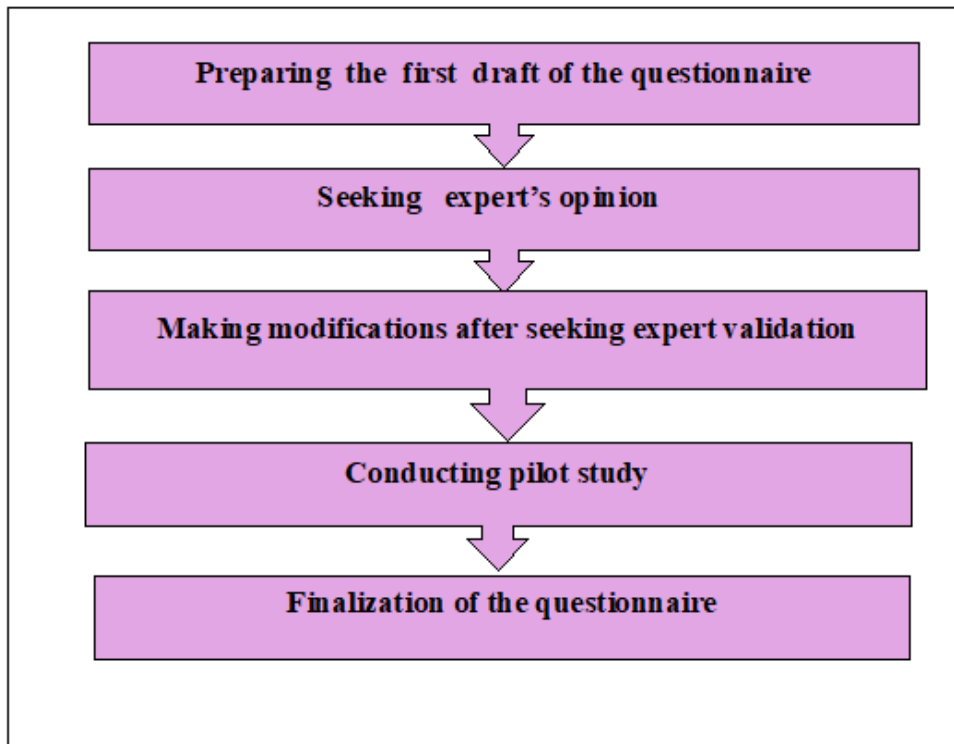 Preparing the first draft of the questionnaire
Seeking expert’s opinion
Making modifications after seeking expert validation
Conducting pilot study
Finalization of the questionnaire